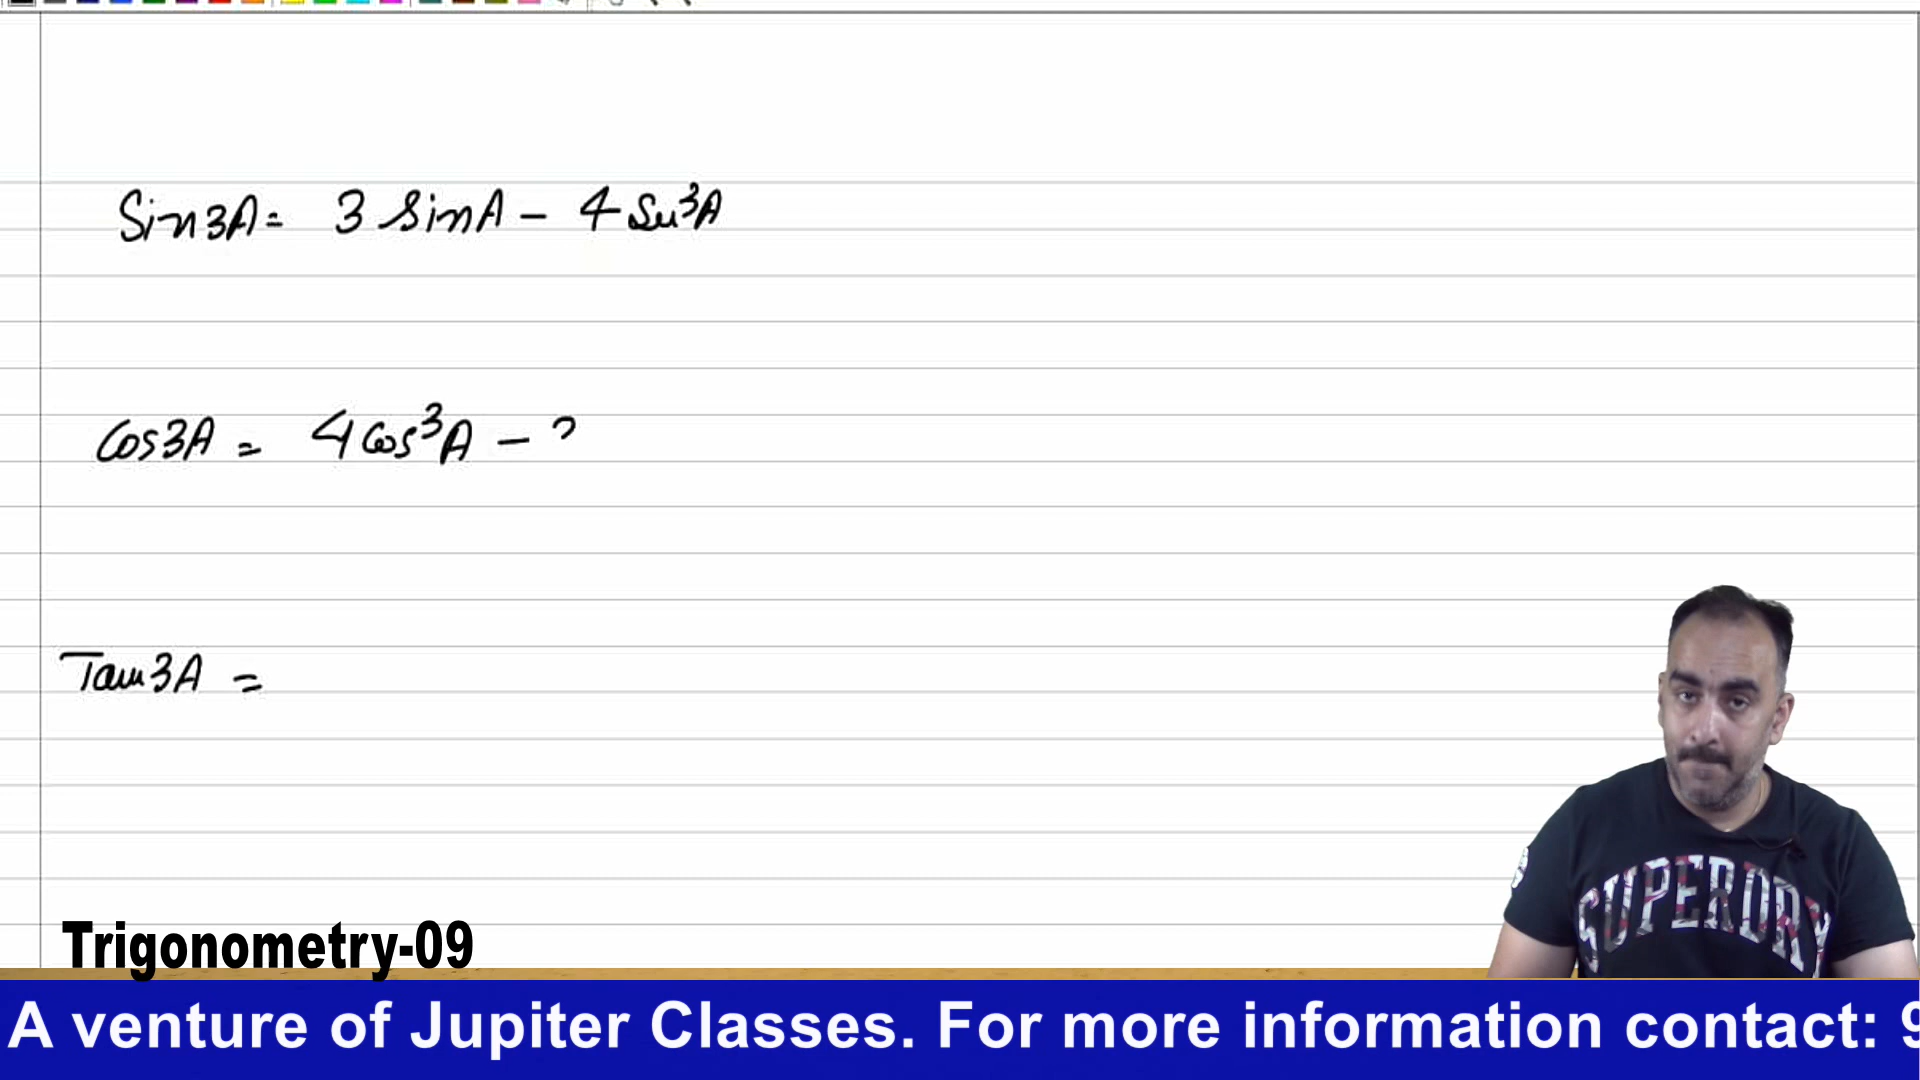 Sin3A = 3 SinA - 4 Sin³A
Cos3A = 4 Cos³A -
Tan3A =
SUPERDRY
Trigonometry-09
A venture of Jupiter Classes. For more information contact: 9